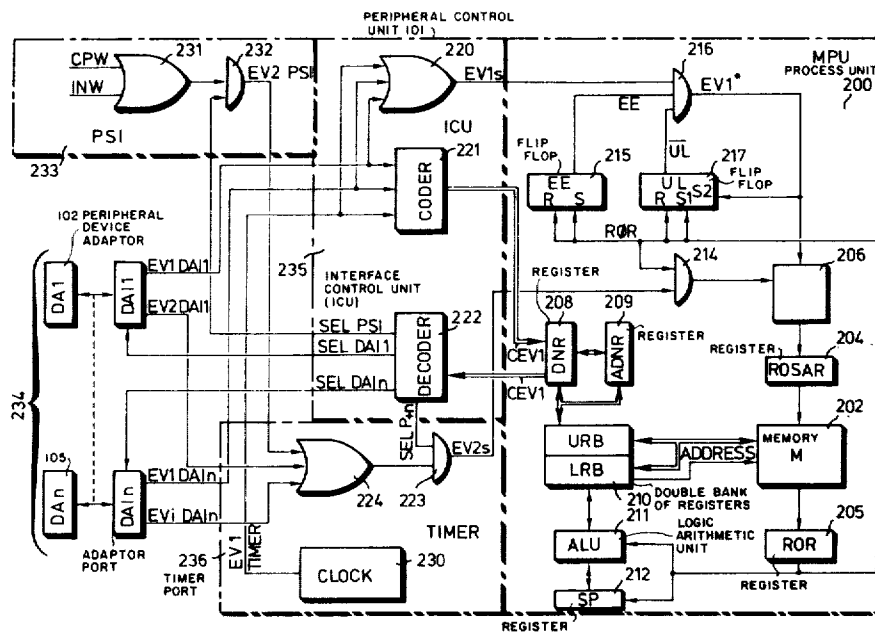 PERIPHERAL CONTROL
UNIT 101
CPW
INW
231
232
EV2 PSI
PSI
233
220
EV1s
ICU
216
EV1*
EE
MPU
PROCESS UNIT
200
UL
FLIP
FLOP
EE
R S
215
UL
R S1 S2
217
FLIP
FLOP
RØR
221
CODER
102 PERIPHERAL
DEVICE
ADAPTOR
235
DA1
DAI1
EV1 DAI1
EV2 DAI1
INTERFACE
CONTROL UNIT
(ICU)
222
DECODER
SEL PSI
SEL DAI1
SEL DAIn
214
206
REGISTER
208
209
DNR
ADNR
REGISTER
CEV1
CEV1
REGISTER
204
ROSAR
234
SEL P+n
202
MEMORY
M
URB
LRB
ADDRESS
210
DOUBLE BANK
OF REGISTERS
105
DAn
DAIn
EV1 DAIn
EVi DAIn
ADAPTOR
PORT
224
223
EV2s
TIMER
236
TIMER
PORT
EV1
TIMER
CLOCK
230
211
ALU
LOGIC
ARITHMETIC
UNIT
205
ROR
REGISTER
212
SP
REGISTER